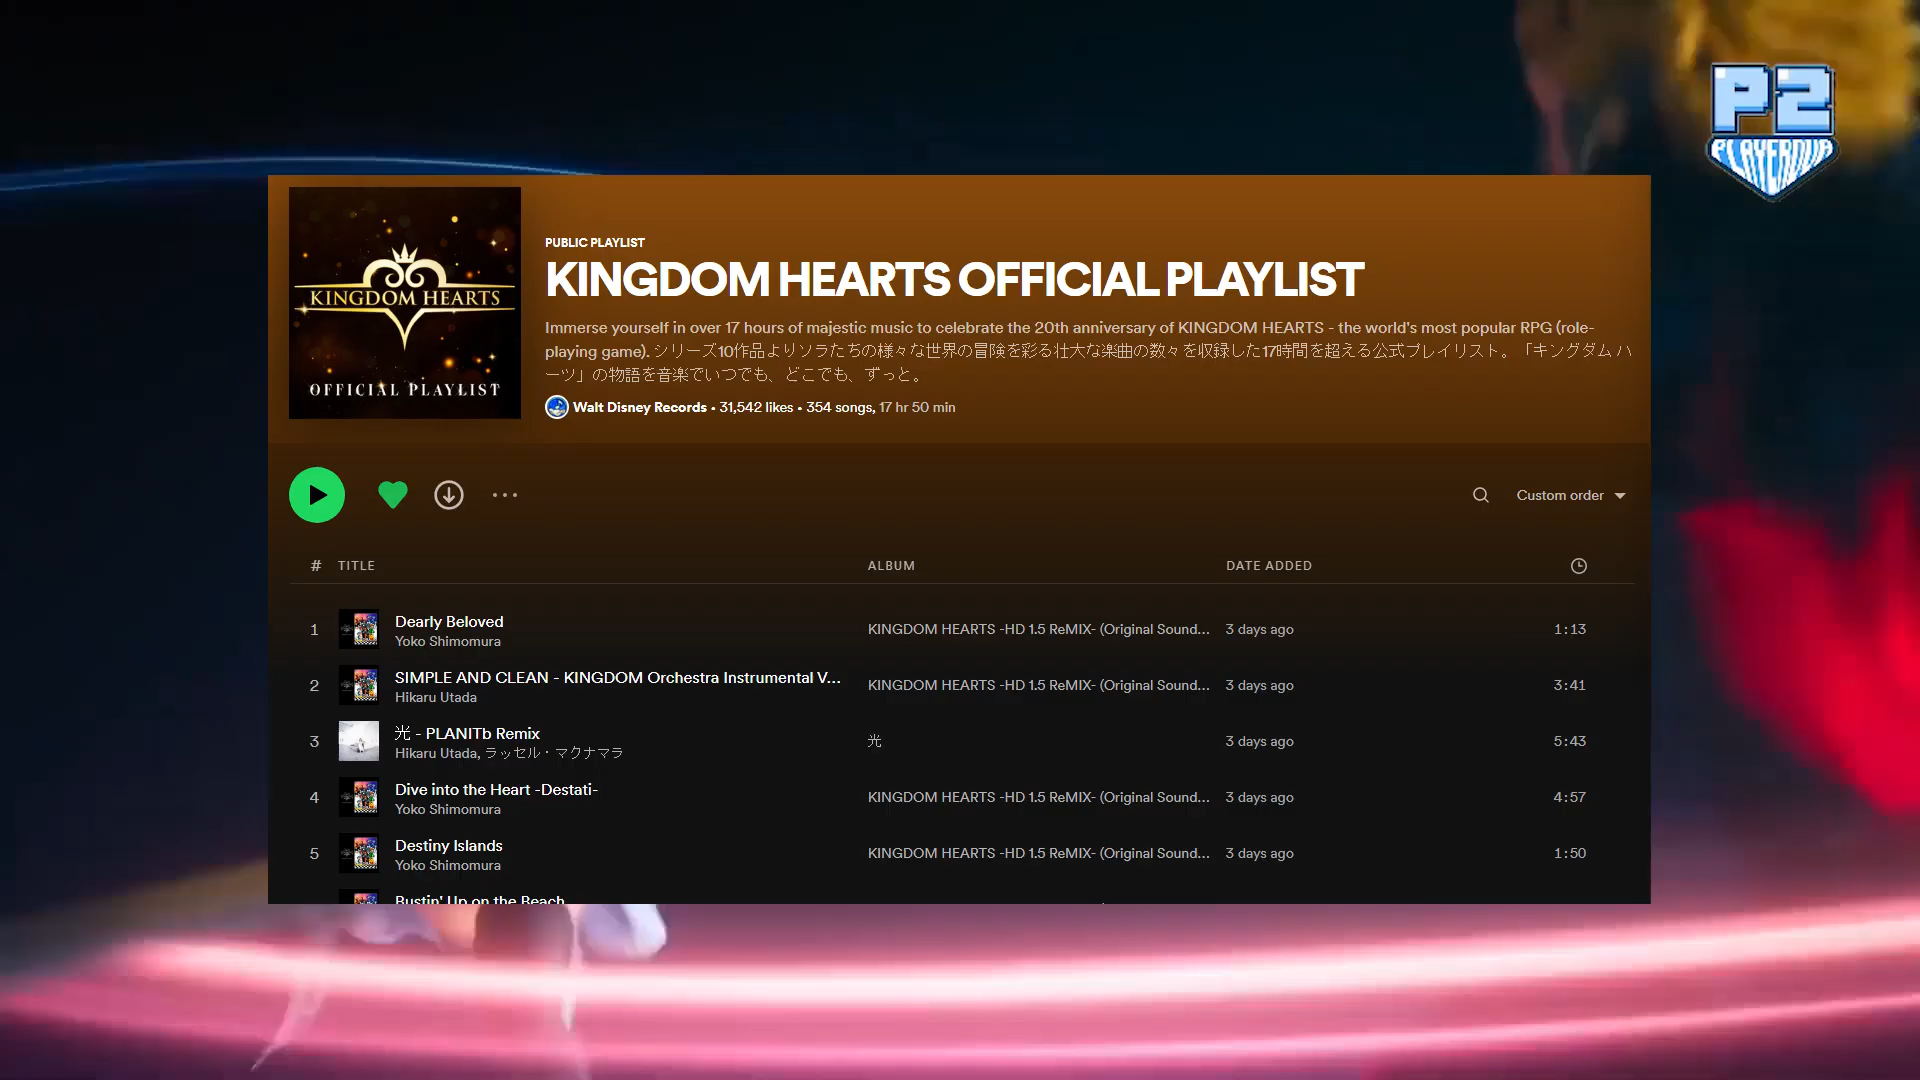 P2
PLAYERDUA
KINGDOM HEARTS
OFFICIAL PLAYLIST
PUBLIC PLAYLIST
KINGDOM HEARTS OFFICIAL PLAYLIST
Immerse yourself in over 17 hours of majestic music to celebrate the 20th anniversary of KINGDOM HEARTS - the world's most popular RPG (role-
playing game). シリーズ10作品よりソラたちの様々な世界の冒険を彩る壮大な楽曲の数々を収録した17時間を超える公式プレイリスト。「キングダム ハ
ーツ」の物語を音楽でいつでも、どこでも、ずっと。
Walt Disney Records • 31,542 likes • 354 songs, 17 hr 50 min
Custom order
# TITLE ALBUM DATE ADDED
1 Dearly Beloved KINGDOM HEARTS -HD 1.5 ReMIX- (Original Sound... 3 days ago 1:13
Yoko Shimomura
2 SIMPLE AND CLEAN - KINGDOM Orchestra Instrumental V... KINGDOM HEARTS -HD 1.5 ReMIX- (Original Sound... 3 days ago 3:41
Hikaru Utada
3 光 - PLANITb Remix 光 3 days ago 5:43
Hikaru Utada, ラッセル・マクナマラ
4 Dive into the Heart -Destati- KINGDOM HEARTS -HD 1.5 ReMIX- (Original Sound... 3 days ago 4:57
Yoko Shimomura
5 Destiny Islands KINGDOM HEARTS -HD 1.5 ReMIX- (Original Sound... 3 days ago 1:50
Yoko Shimomura
Bustin' Up on the Beach